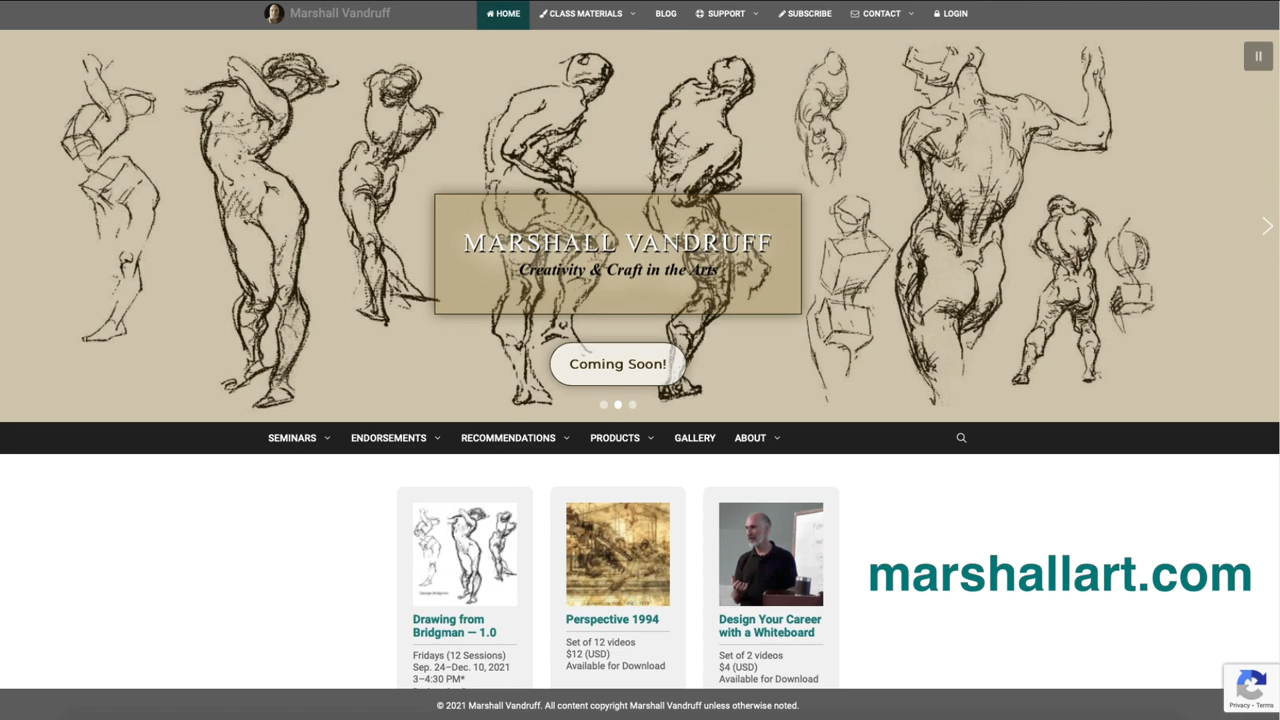 Marshall Vandruff
HOME CLASS MATERIALS BLOG SUPPORT SUBSCRIBE CONTACT LOGIN
MARSHALL VANDRUFF
Creativity & Craft in the Arts
Coming Soon!
SEMINARS ENDORSEMENTS RECOMMENDATIONS PRODUCTS GALLERY ABOUT
Drawing from
Bridgman — 1.0
Fridays (12 Sessions)
Sep. 24–Dec. 10, 2021
3–4:30 PM*
Perspective 1994
Set of 12 videos
$12 (USD)
Available for Download
Design Your Career
with a Whiteboard
Set of 2 videos
$4 (USD)
Available for Download
marshallart.com
Privacy - Terms
© 2021 Marshall Vandruff. All content copyright Marshall Vandruff unless otherwise noted.